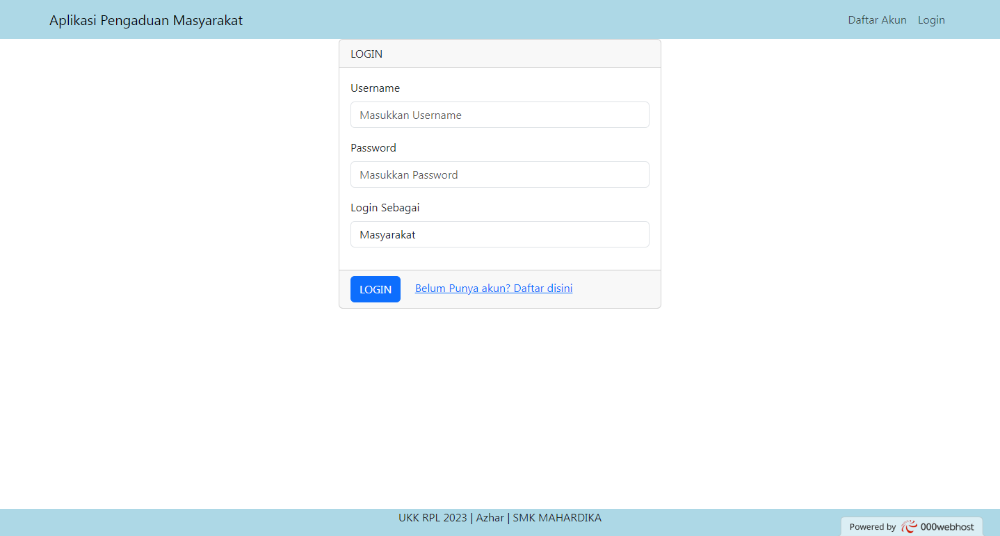 Aplikasi Pengaduan Masyarakat
Daftar Akun Login
LOGIN
Username
Masukkan Username
Password
Masukkan Password
Login Sebagai
Masyarakat
LOGIN Belum Punya akun? Daftar disini
UKK RPL 2023 | Azhar | SMK MAHARDIKA
Powered by 000webhost